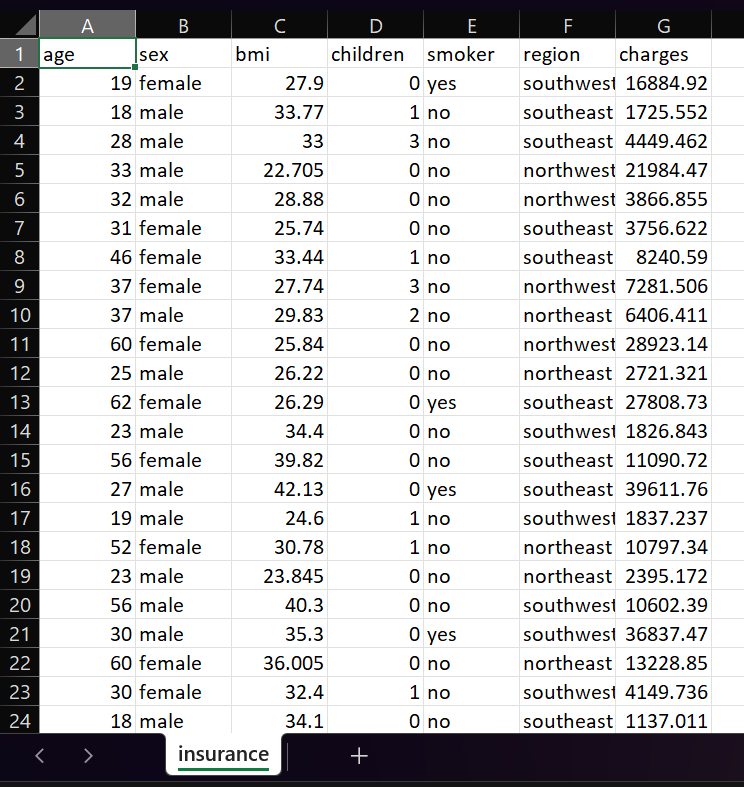 A B C D E F G
1 age sex bmi children smoker region charges
2 19 female 27.9 0 yes southwest 16884.92
3 18 male 33.77 1 no southeast 1725.552
4 28 male 33 3 no southeast 4449.462
5 33 male 22.705 0 no northwest 21984.47
6 32 male 28.88 0 no northwest 3866.855
7 31 female 25.74 0 no southeast 3756.622
8 46 female 33.44 1 no southeast 8240.59
9 37 female 27.74 3 no northwest 7281.506
10 37 male 29.83 2 no northeast 6406.411
11 60 female 25.84 0 no northwest 28923.14
12 25 male 26.22 0 no northeast 2721.321
13 62 female 26.29 0 yes southeast 27808.73
14 23 male 34.4 0 no southwest 1826.843
15 56 female 39.82 0 no southeast 11090.72
16 27 male 42.13 0 yes southeast 39611.76
17 19 male 24.6 1 no southwest 1837.237
18 52 female 30.78 1 no northeast 10797.34
19 23 male 23.845 0 no northeast 2395.172
20 56 male 40.3 0 no southwest 10602.39
21 30 male 35.3 0 yes southwest 36837.47
22 60 female 36.005 0 no northeast 13228.85
23 30 female 32.4 1 no southwest 4149.736
24 18 male 34.1 0 no southeast 1137.011
insurance